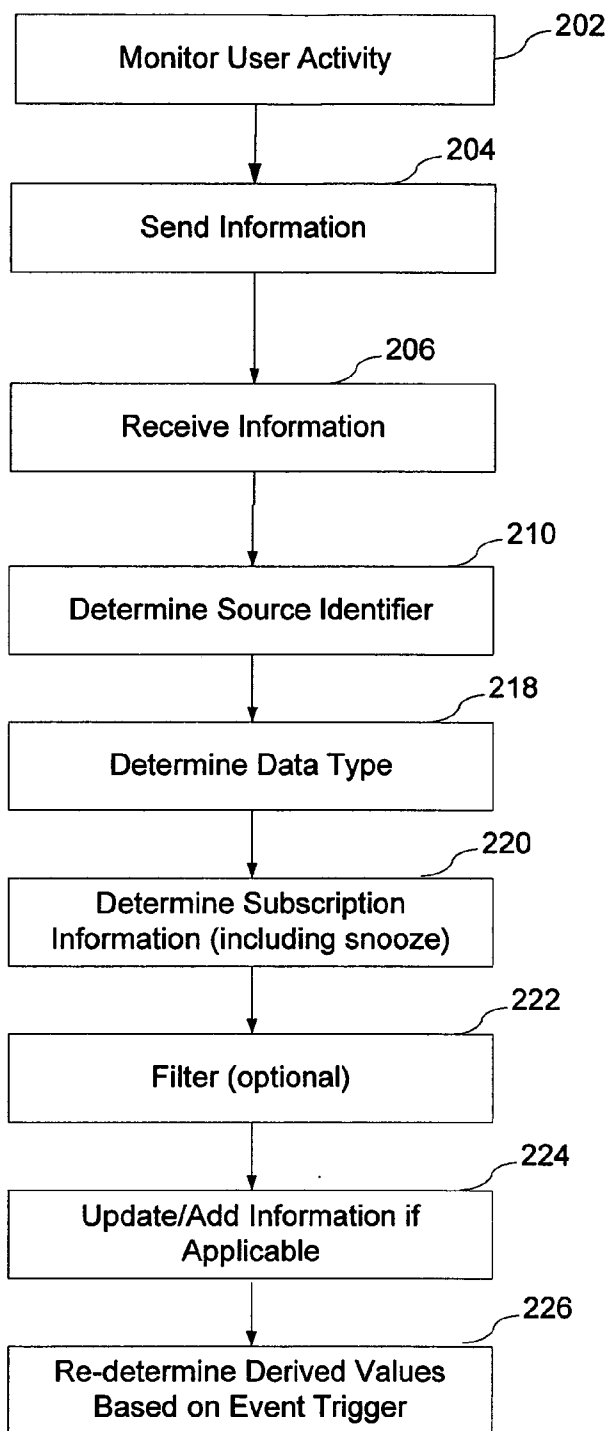 202
Monitor User Activity
204
Send Information
206
Receive Information
210
Determine Source Identifier
218
Determine Data Type
220
Determine Subscription
Information (including snooze)
222
Filter (optional)
224
Update/Add Information if
Applicable
226
Re-determine Derived Values
Based on Event Trigger